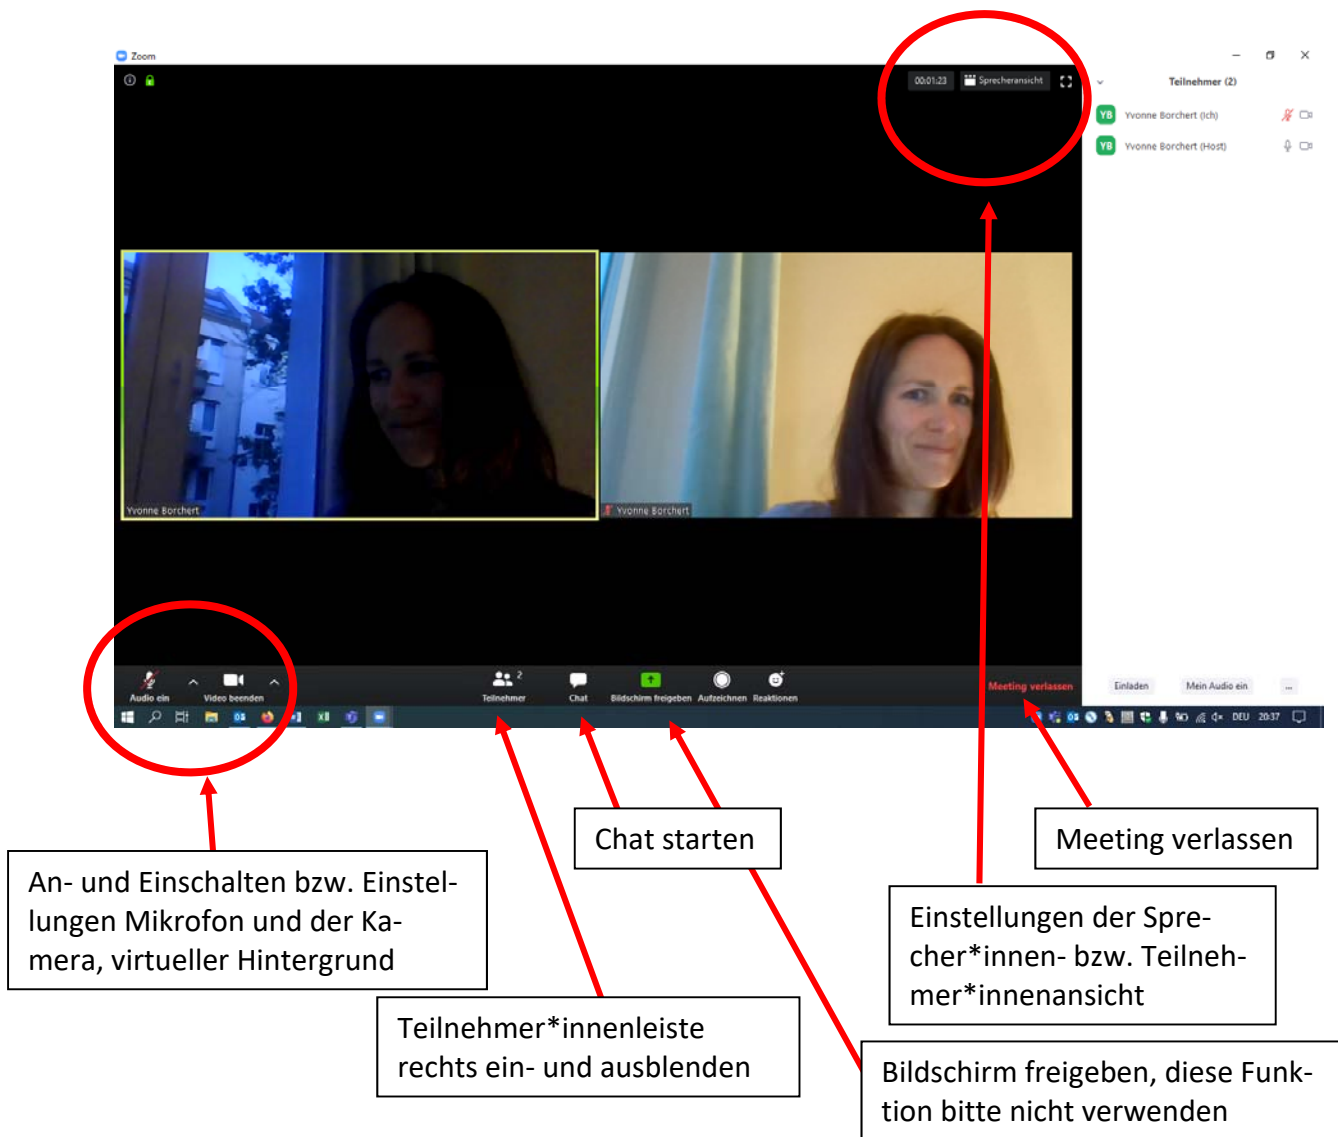 Zoom
00:01:23 Sprecheransicht
Teilnehmer (2)
YB Yvonne Borchert (Ich)
YB Yvonne Borchert (Host)
Yvonne Borchert
Yvonne Borchert
Audio ein
Video beenden
2
Teilnehmer
Chat
Bildschirm freigeben
Aufzeichnen
Reaktionen
Meeting verlassen
Einladen
Mein Audio ein
...
DEU 20:37
Chat starten
Meeting verlassen
An- und Einschalten bzw. Einstel-
lungen Mikrofon und der Ka-
mera, virtueller Hintergrund
Einstellungen der Spre-
cher*innen- bzw. Teilneh-
mer*innenansicht
Teilnehmer*innenleiste
rechts ein- und ausblenden
Bildschirm freigeben, diese Funk-
tion bitte nicht verwenden